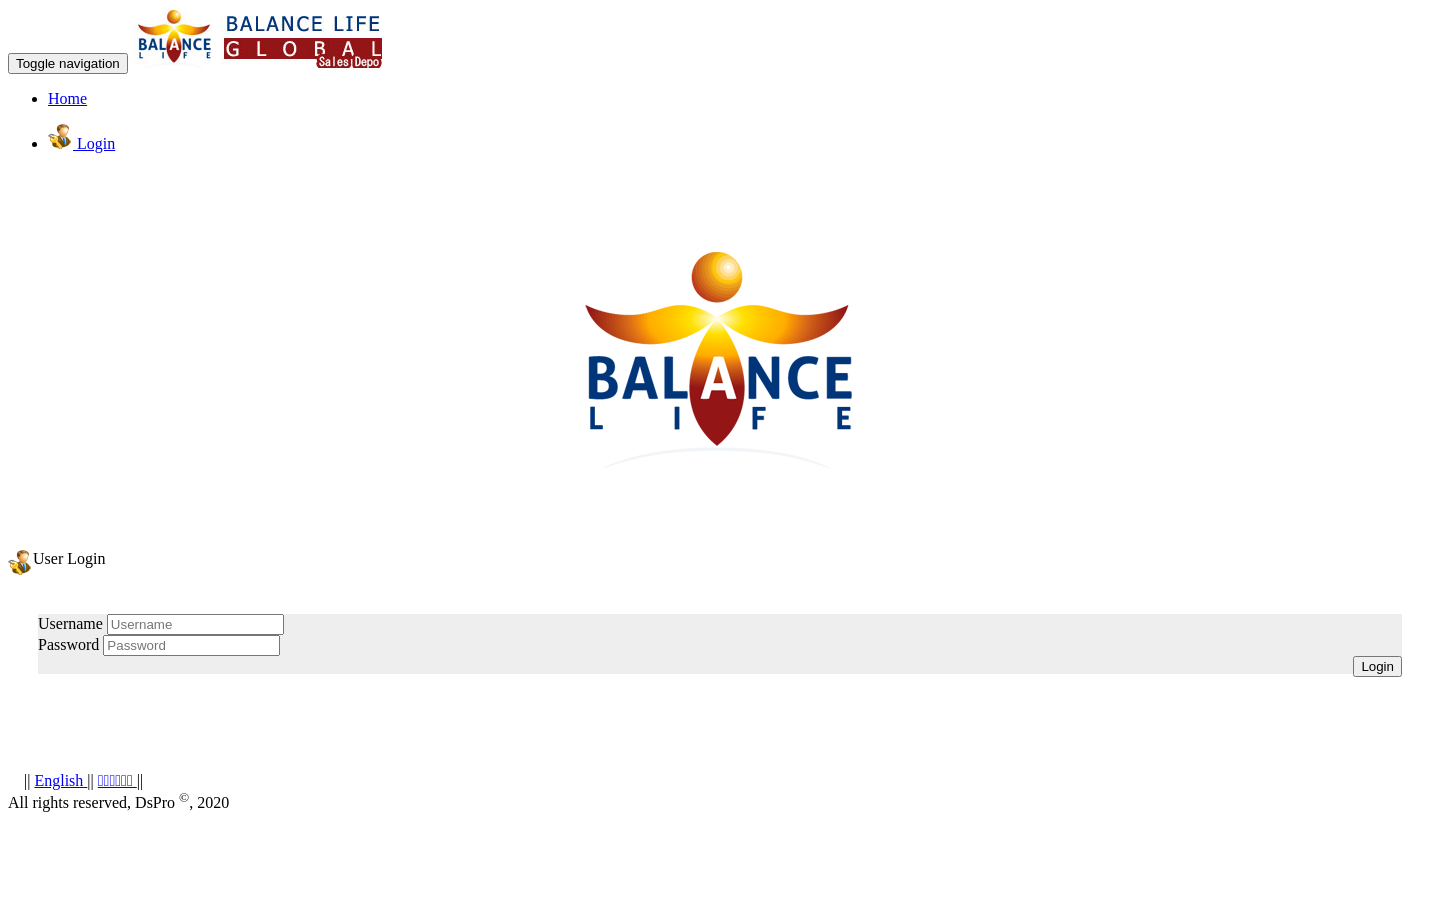 BALANCE LIFE
BALANCE LIFE
GLOBAL
Sales Depo
Toggle navigation
Home
Login
BALANCE
LIFE
User Login
Username Username
Password Password
Login
|| English || ||
All rights reserved, DsPro ©, 2020